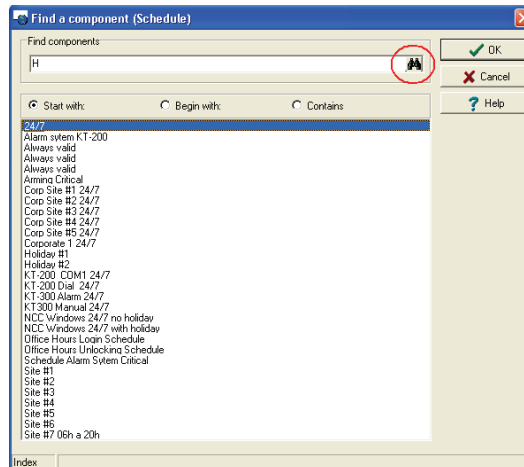 Find a component (Schedule)
Find components
H
OK
Cancel
Help
Start with: Begin with: Contains
24/7
Alarm sytem KT-200
Always valid
Always valid
Always valid
Arming Critical
Corp Site #1 24/7
Corp Site #2 24/7
Corp Site #3 24/7
Corp Site #4 24/7
Corp Site #5 24/7
Corporate 1 24/7
Holiday #1
Holiday #2
KT-200 COM1 24/7
KT-200 Dial 24/7
KT-300 Alarm 24/7
KT300 Manual 24/7
NCC Windows 24/7 no holiday
NCC Windows 24/7 with holiday
Office Hours Login Schedule
Office Hours Unlocking Schedule
Schedule Alarm Sytem Critical
Site #1
Site #2
Site #3
Site #4
Site #5
Site #6
Site #7 06h a 20h
Index